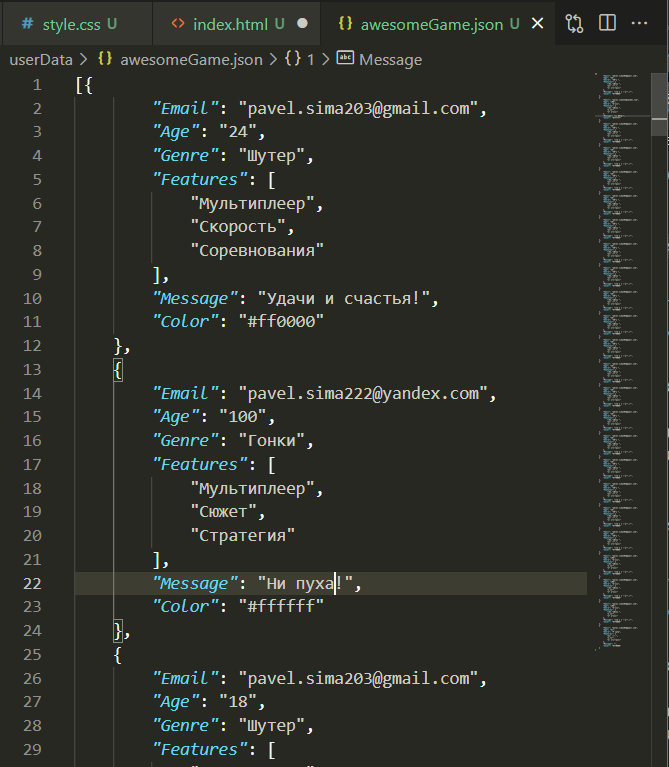 # style.css U <> index.html U ● {} awesomeGame.json U × ···
userData > {} awesomeGame.json > {} 1 > abc Message
1 [{
2 "Email": "pavel.sima203@gmail.com",
3 "Age": "24",
4 "Genre": "Шутер",
5 "Features": [
6 "Мультиплеер",
7 "Скорость",
8 "Соревнования"
9 ],
10 "Message": "Удачи и счастья!",
11 "Color": "#ff0000"
12 },
13 {
14 "Email": "pavel.sima222@yandex.com",
15 "Age": "100",
16 "Genre": "Гонки",
17 "Features": [
18 "Мультиплеер",
19 "Сюжет",
20 "Стратегия"
21 ],
22 "Message": "Ни пуха!",
23 "Color": "#ffffff"
24 },
25 {
26 "Email": "pavel.sima203@gmail.com",
27 "Age": "18",
28 "Genre": "Шутер",
29 "Features": [